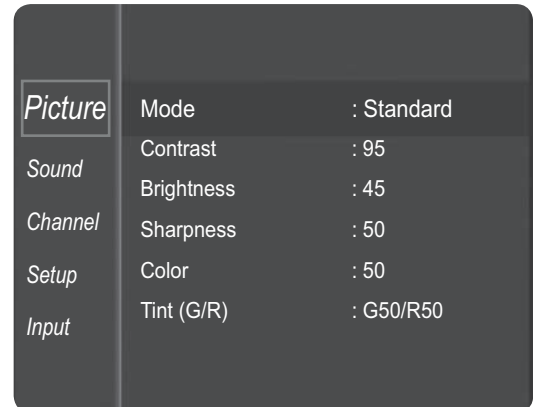 Picture
Sound
Channel
Setup
Input
Mode : Standard
Contrast : 95
Brightness : 45
Sharpness : 50
Color : 50
Tint (G/R) : G50/R50